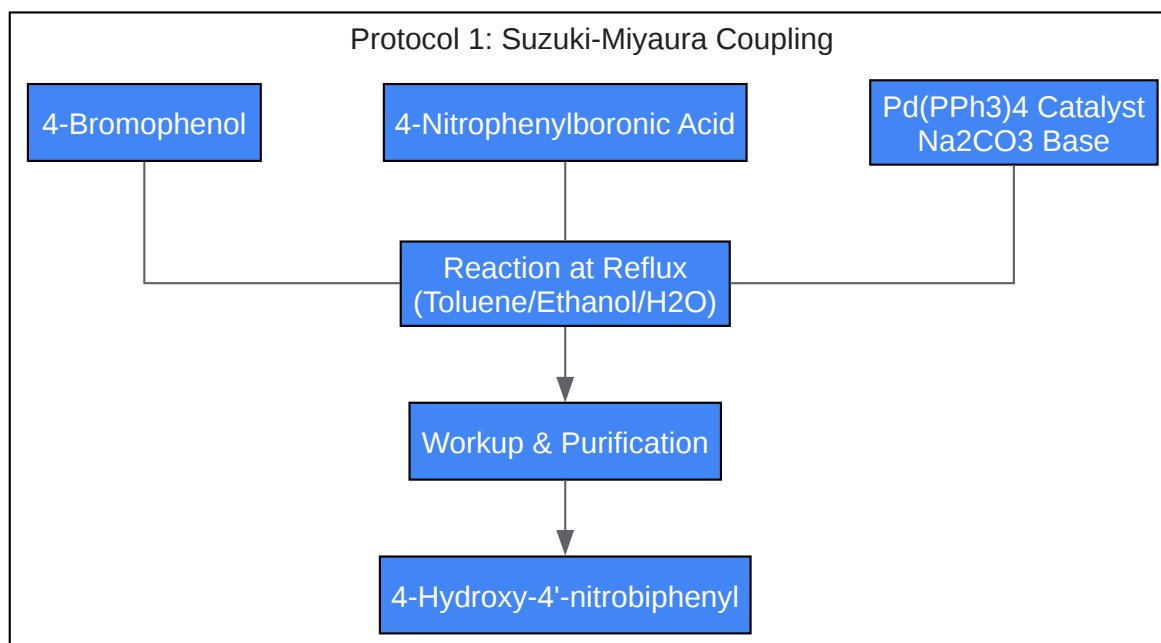 Protocol 1: Suzuki-Miyaura Coupling
4-Bromophenol
4-Nitrophenylboronic Acid
Pd(PPh3)4 Catalyst
Na2CO3 Base
Reaction at Reflux
(Toluene/Ethanol/H2O)
Workup & Purification
4-Hydroxy-4'-nitrobiphenyl